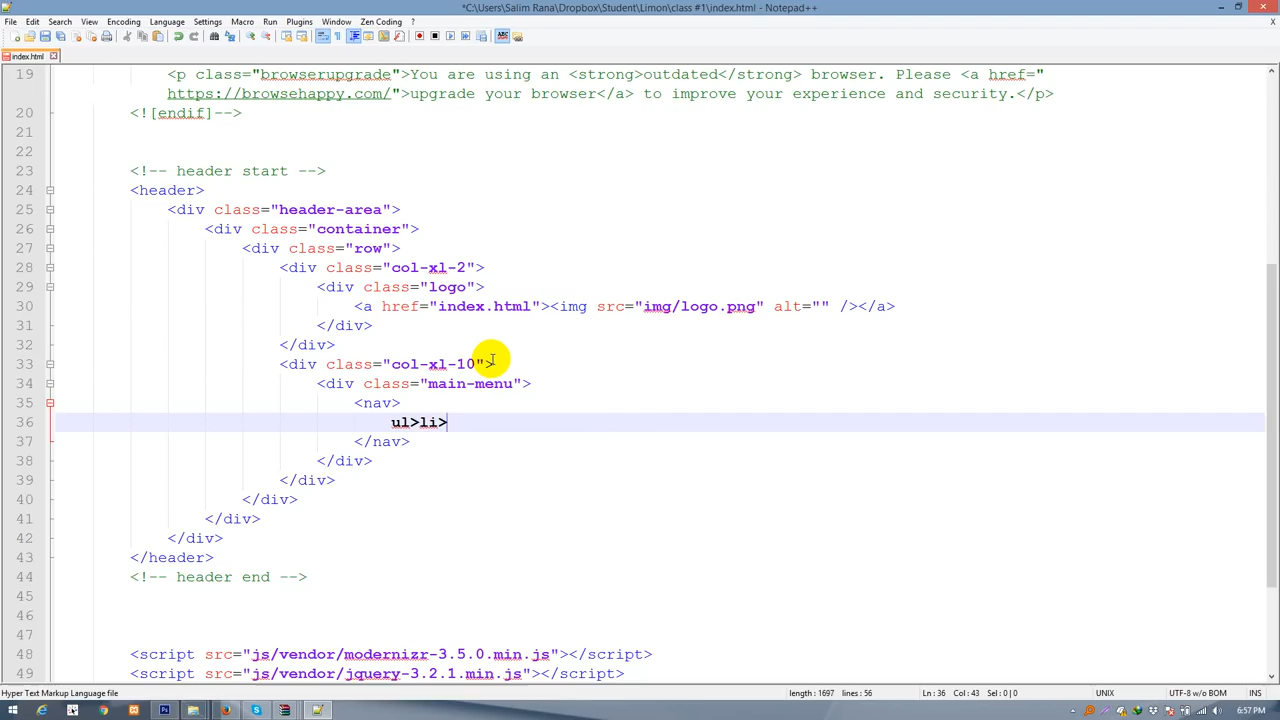 *C:\Users\Salim Rana\Dropbox\Student\Limon\class #1\index.html - Notepad++
File Edit Search View Encoding Language Settings Macro Run Plugins Window Zen Coding ? X
index.html
19 <p class="browserupgrade">You are using an <strong>outdated</strong> browser. Please <a href="
https://browsehappy.com/">upgrade your browser</a> to improve your experience and security.</p>
20 <![endif]-->
21
22
23 <!-- header start -->
24 <header>
25 <div class="header-area">
26 <div class="container">
27 <div class="row">
28 <div class="col-xl-2">
29 <div class="logo">
30 <a href="index.html"><img src="img/logo.png" alt="" /></a>
31 </div>
32 </div>
33 <div class="col-xl-10">
34 <div class="main-menu">
35 <nav>
36 ul>li>
37 </nav>
38 </div>
39 </div>
40 </div>
41 </div>
42 </div>
43 </header>
44 <!-- header end -->
45
46
47
48 <script src="js/vendor/modernizr-3.5.0.min.js"></script>
49 <script src="js/vendor/jquery-3.2.1.min.js"></script>
Hyper Text Markup Language file length : 1697 lines : 56 Ln : 36 Col : 43 Sel : 0 | 0 UNIX UTF-8 w/o BOM INS
6:57 PM